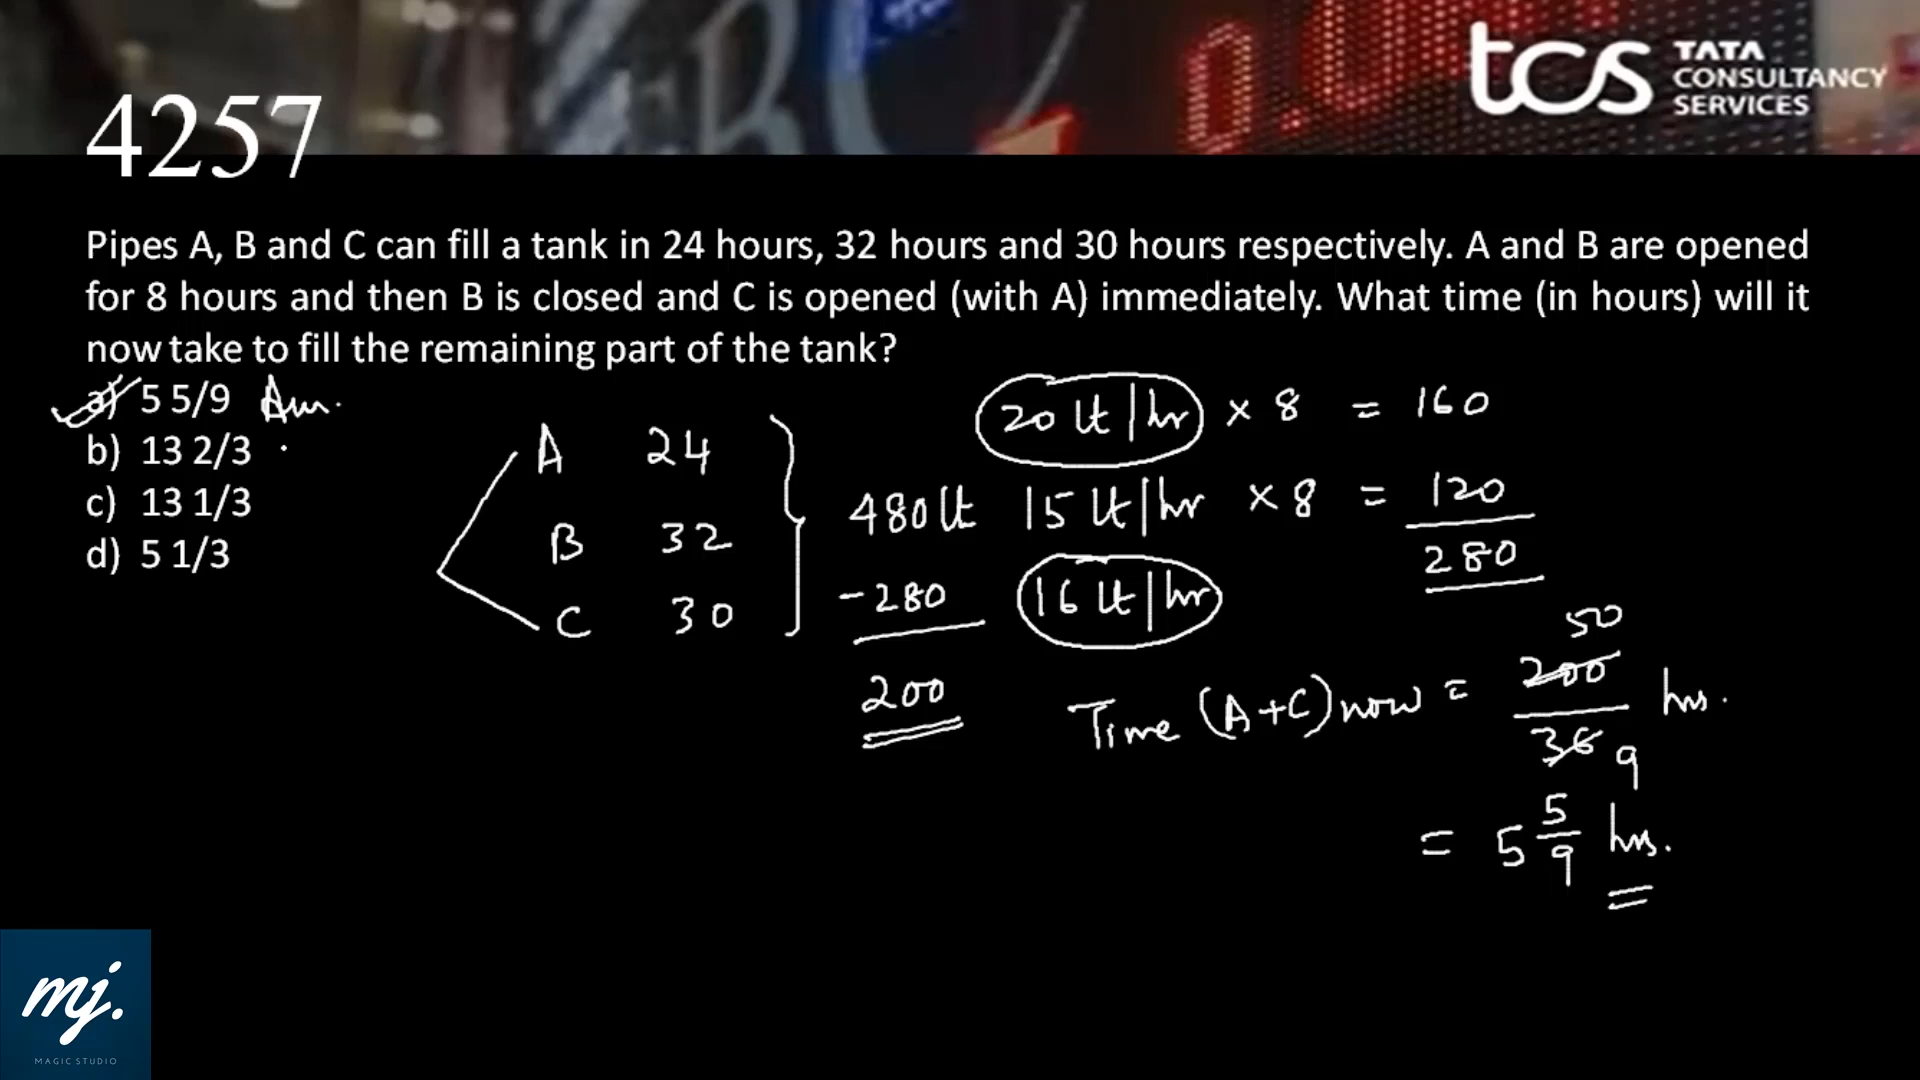 tcs TATA
CONSULTANCY
SERVICES
4257
Pipes A, B and C can fill a tank in 24 hours, 32 hours and 30 hours respectively. A and B are opened
for 8 hours and then B is closed and C is opened (with A) immediately. What time (in hours) will it
now take to fill the remaining part of the tank?
a) 5 5/9 Ans.
b) 13 2/3
c) 13 1/3
d) 5 1/3
A 24
B 32
C 30
480 lt
-280
200
20 lt/hr × 8 = 160
15 lt/hr × 8 = 120
280
16 lt/hr
Time (A+C) now = 200/36 hrs.
50
9
= 5 5/9 hrs.
mj.
MAGIC STUDIO